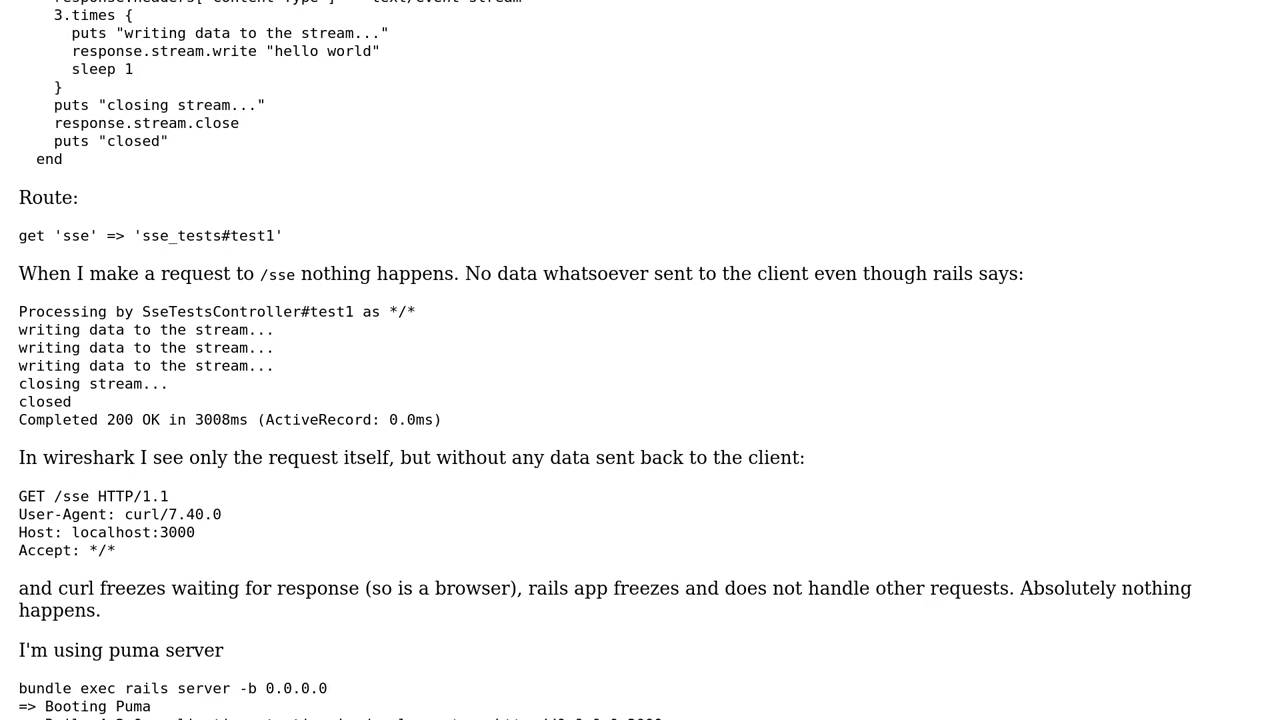 3.times {
puts "writing data to the stream..."
response.stream.write "hello world"
sleep 1
}
puts "closing stream..."
response.stream.close
puts "closed"
end
Route:
get 'sse' => 'sse_tests#test1'
When I make a request to /sse nothing happens. No data whatsoever sent to the client even though rails says:
Processing by SseTestsController#test1 as */*
writing data to the stream...
writing data to the stream...
writing data to the stream...
closing stream...
closed
Completed 200 OK in 3008ms (ActiveRecord: 0.0ms)
In wireshark I see only the request itself, but without any data sent back to the client:
GET /sse HTTP/1.1
User-Agent: curl/7.40.0
Host: localhost:3000
Accept: */*
and curl freezes waiting for response (so is a browser), rails app freezes and does not handle other requests. Absolutely nothing
happens.
I'm using puma server
bundle exec rails server -b 0.0.0.0
=> Booting Puma